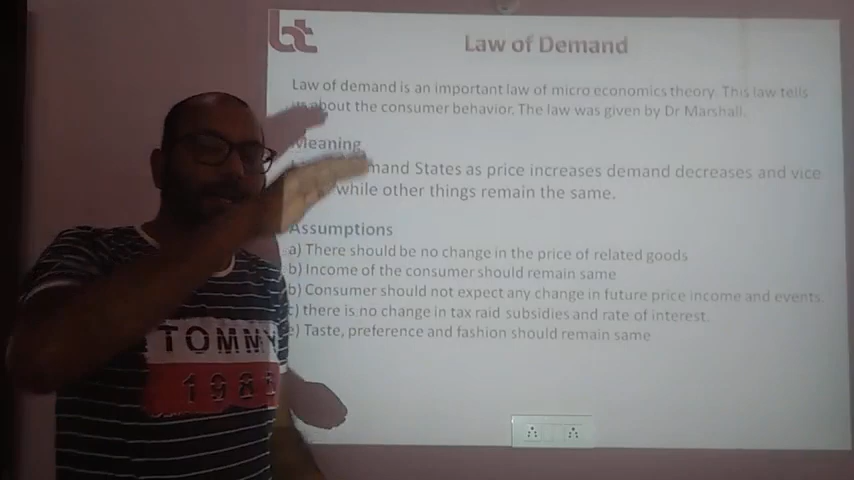 bt
Law of Demand
Law of demand is an important law of micro economics theory. This law tells
about the consumer behavior. The law was given by Dr Marshall.
Meaning
mand States as price increases demand decreases and vice
while other things remain the same.
Assumptions
a) There should be no change in the price of related goods
b) Income of the consumer should remain same
b) Consumer should not expect any change in future price income and events.
c) there is no change in tax raid subsidies and rate of interest.
e) Taste, preference and fashion should remain same
TOMMY
1985